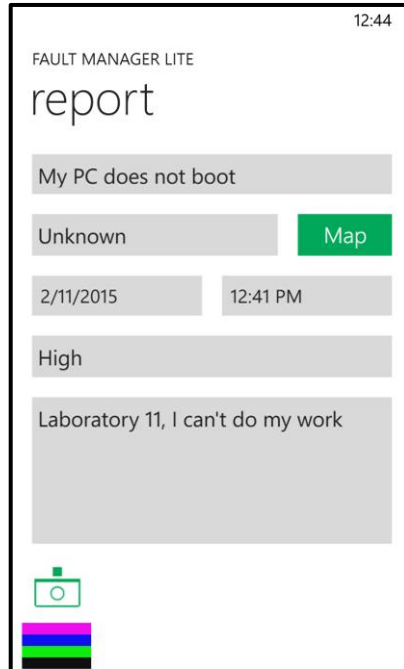 12:44
FAULT MANAGER LITE
report
My PC does not boot
Unknown Map
2/11/2015 12:41 PM
High
Laboratory 11, I can't do my work